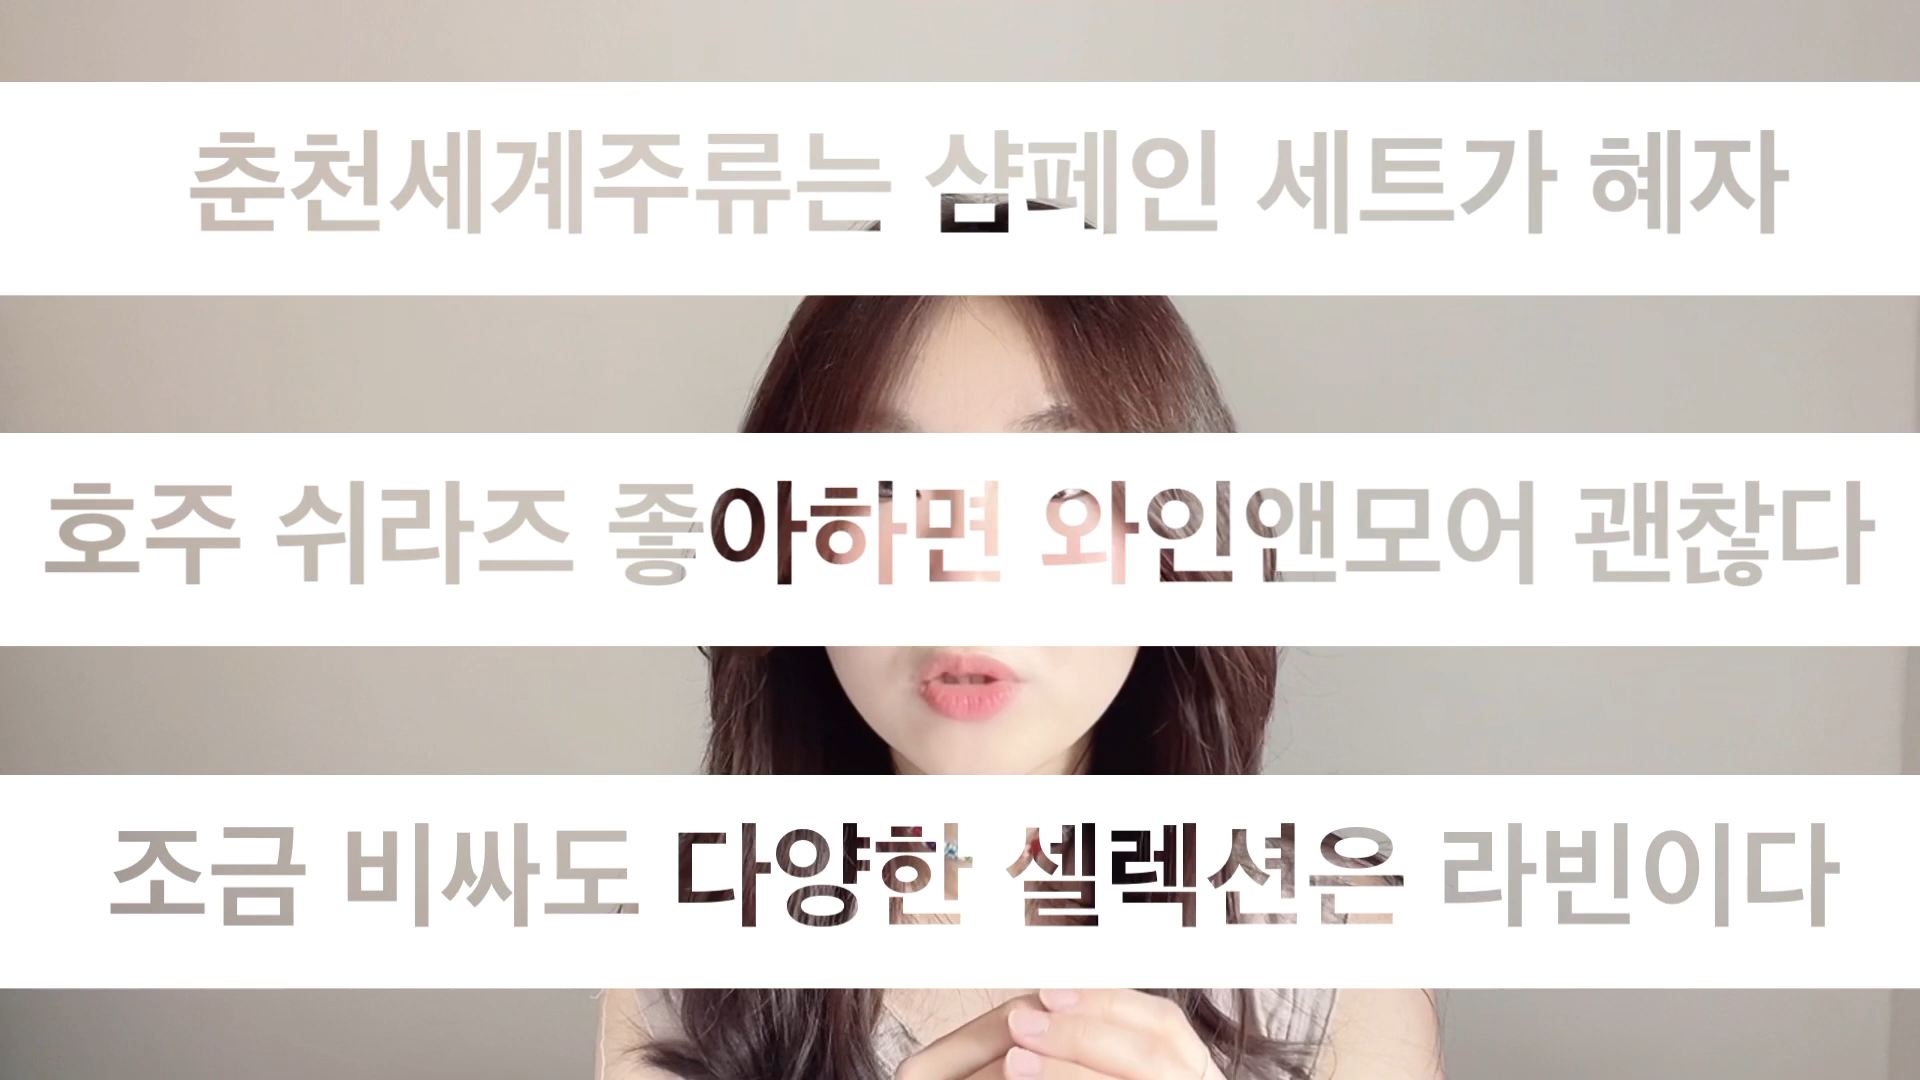 춘천세계주류는 샴페인 세트가 혜자
호주 쉬라즈 좋아하면 와인앤모어 괜찮다
조금 비싸도 다양한 셀렉션은 라빈이다